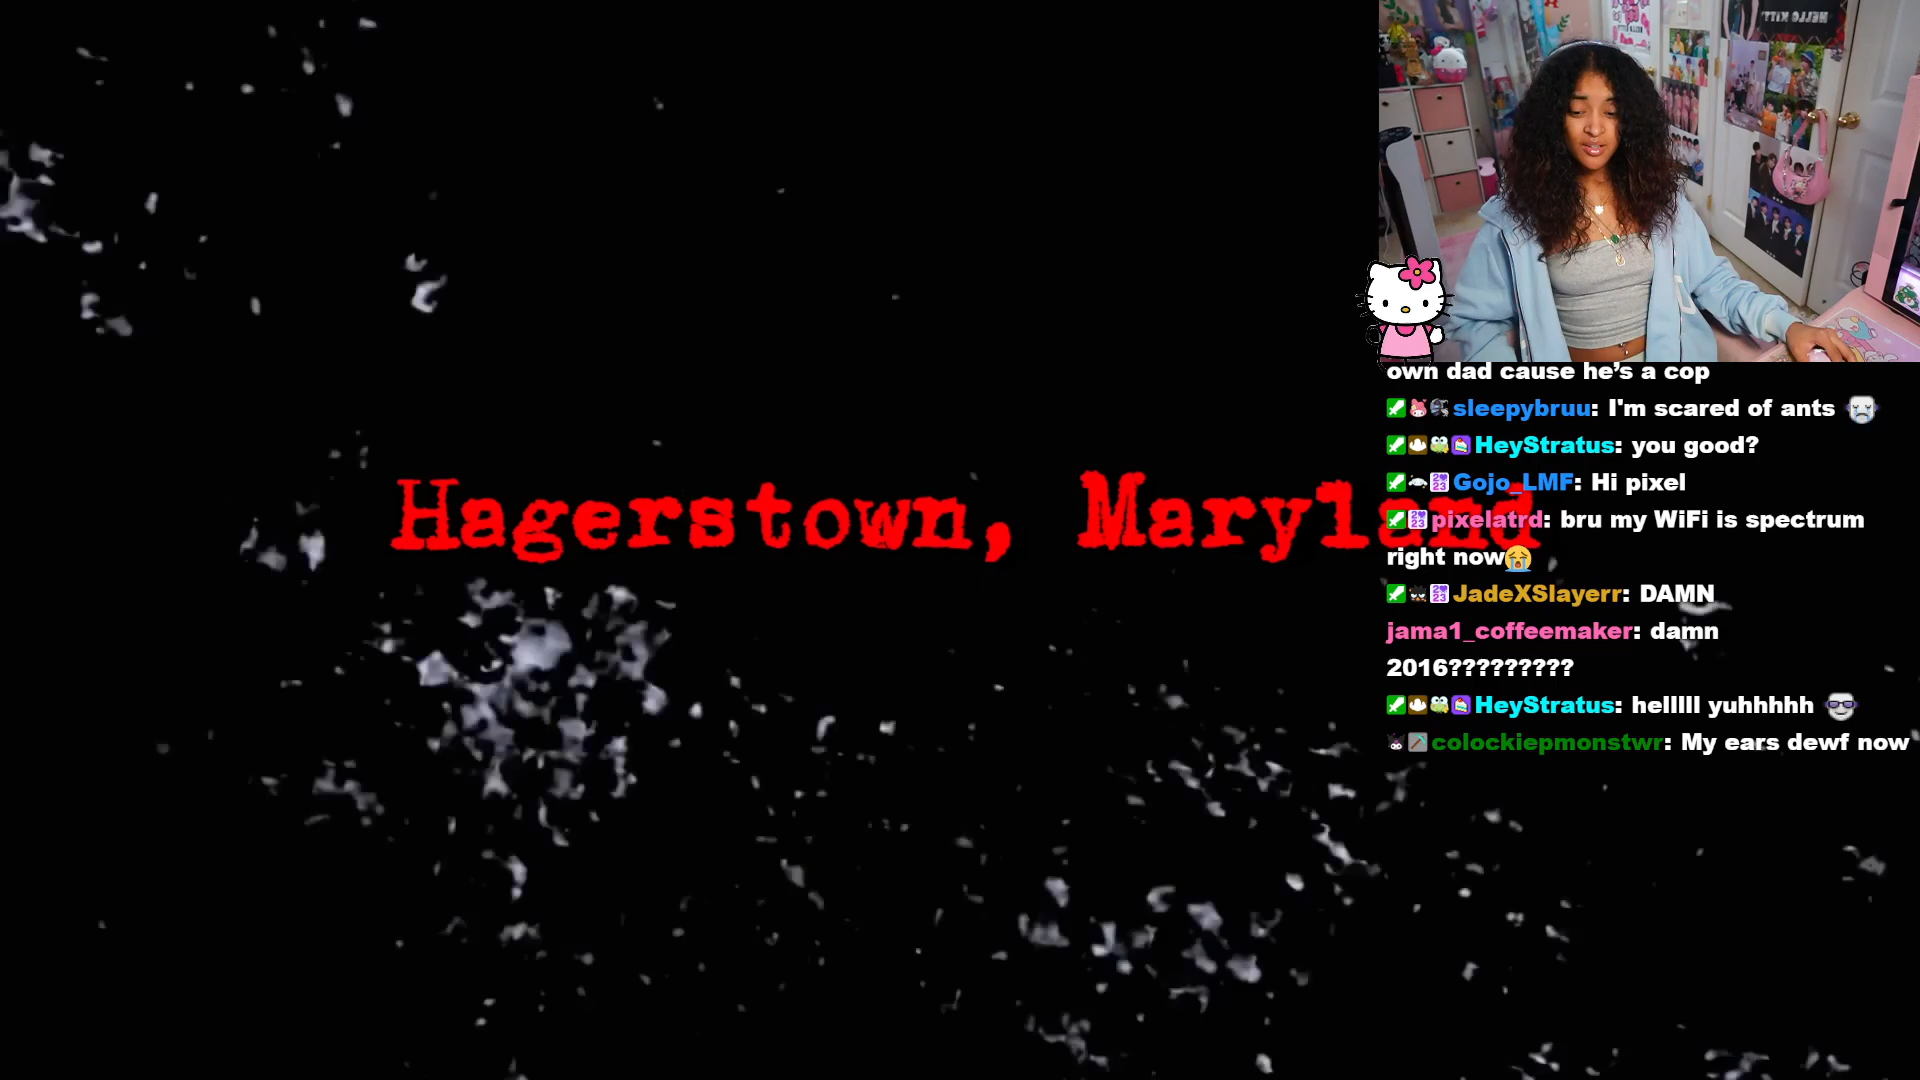 HELLO KITTY
Hagerstown, Maryland
own dad cause he's a cop
sleepybruu: I'm scared of ants
HeyStratus: you good?
Gojo_LMF: Hi pixel
pixelatrd: bru my WiFi is spectrum
right now😭
JadeXSlayerr: DAMN
jama1_coffeemaker: damn
2016?????????
HeyStratus: helllll yuhhhhh
colockiepmonstwr: My ears dewf now